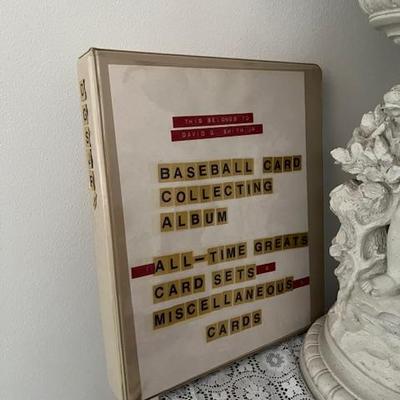 THIS BELONGS TO
DAVID G. SMITH JR.
BASEBALL CARD
COLLECTING
ALBUM
ALL-TIME GREATS
CARD SETS &
MISCELLANEOUS
CARDS